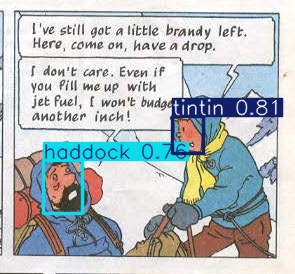 I've still got a little brandy left.
Here, come on, have a drop.
I don't care. Even if
you fill me up with
jet fuel, I won't budge
another inch!
tintin 0.81
haddock 0.76